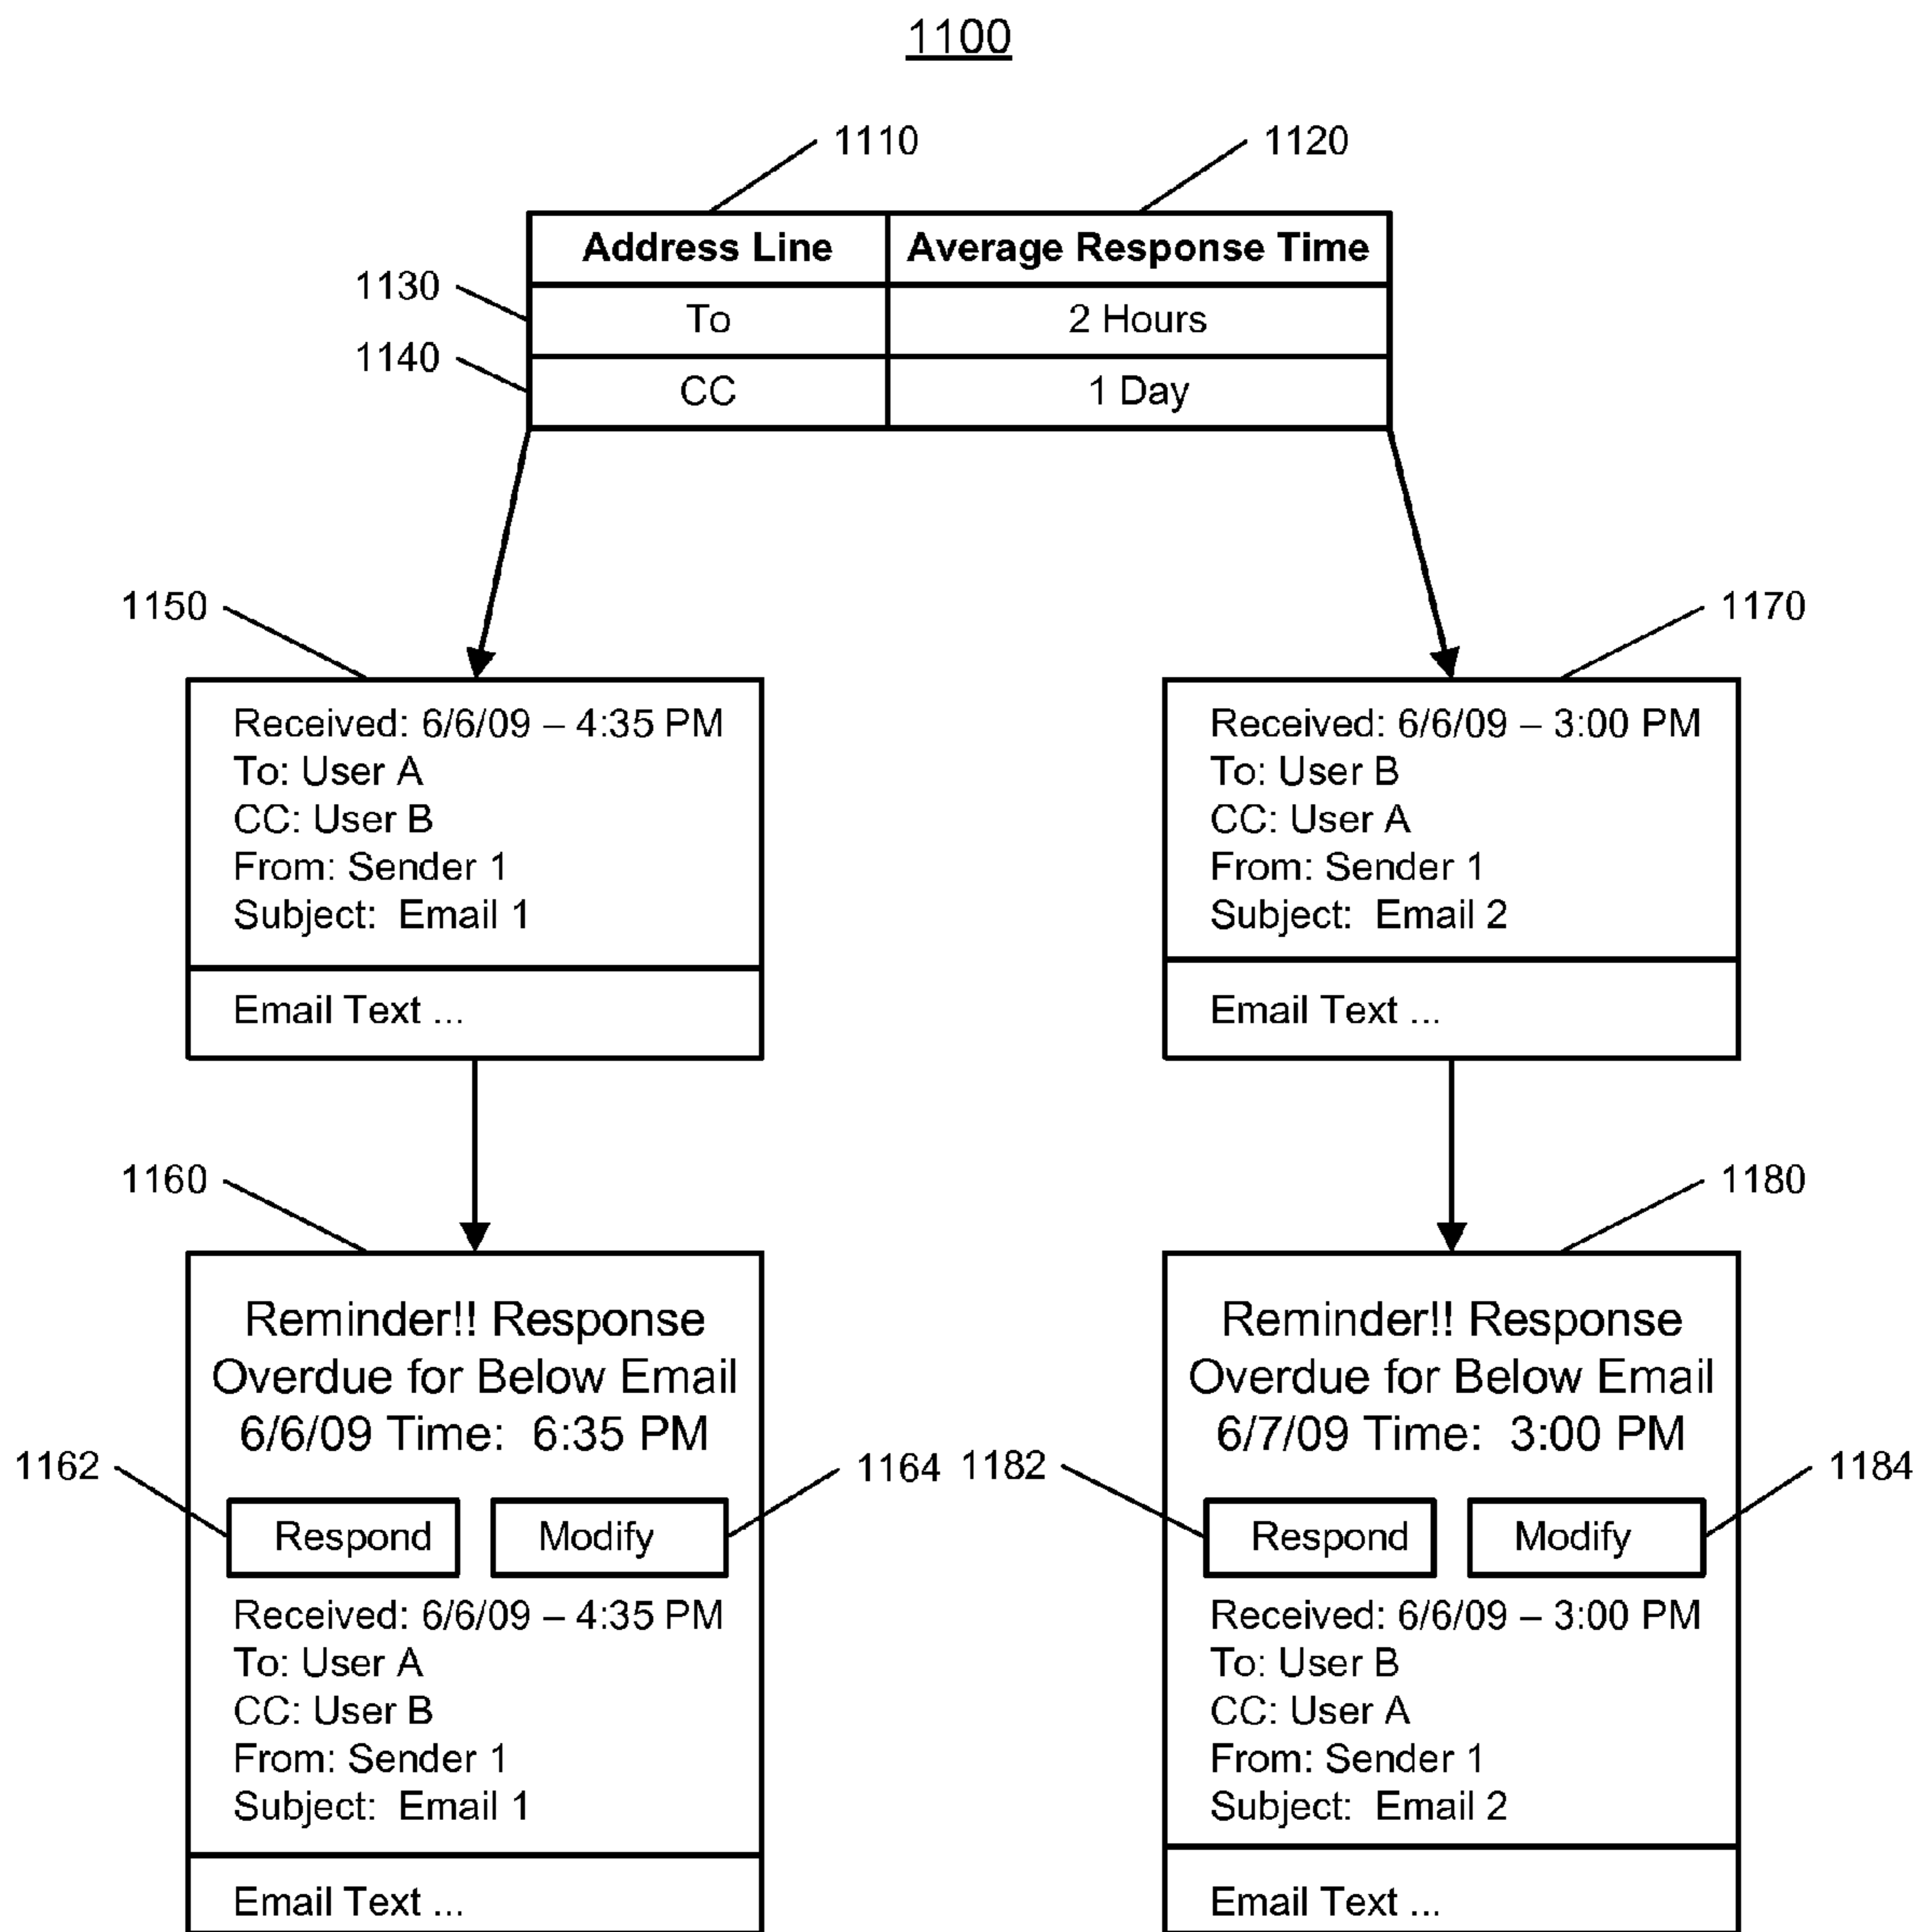 1100
1110
1120
Address Line
Average Response Time
1130
To
2 Hours
1140
CC
1 Day
1150
Received: 6/6/09 – 4:35 PM
To: User A
CC: User B
From: Sender 1
Subject: Email 1
Email Text ...
1170
Received: 6/6/09 – 3:00 PM
To: User B
CC: User A
From: Sender 1
Subject: Email 2
Email Text ...
1160
Reminder!! Response
Overdue for Below Email
6/6/09 Time: 6:35 PM
1162
1164
Respond
Modify
Received: 6/6/09 – 4:35 PM
To: User A
CC: User B
From: Sender 1
Subject: Email 1
Email Text ...
1180
Reminder!! Response
Overdue for Below Email
6/7/09 Time: 3:00 PM
1182
1184
Respond
Modify
Received: 6/6/09 – 3:00 PM
To: User B
CC: User A
From: Sender 1
Subject: Email 2
Email Text ...